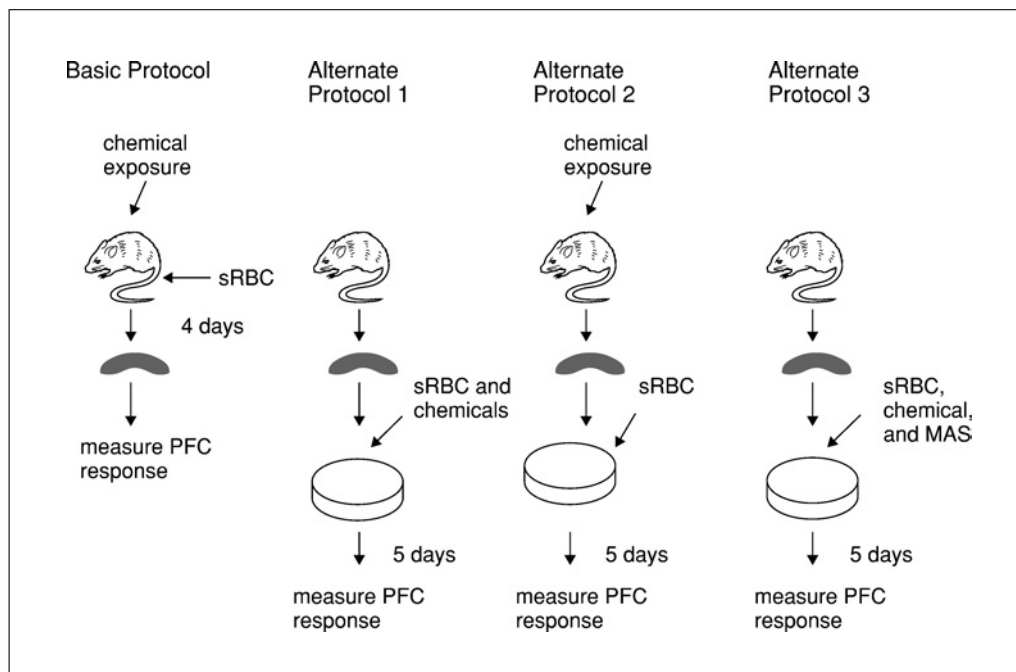 Basic Protocol
chemical
exposure
sRBC
4 days
measure PFC
response
Alternate
Protocol 1
sRBC and
chemicals
5 days
measure PFC
response
Alternate
Protocol 2
chemical
exposure
sRBC
5 days
measure PFC
response
Alternate
Protocol 3
sRBC,
chemical,
and MAS
5 days
measure PFC
response